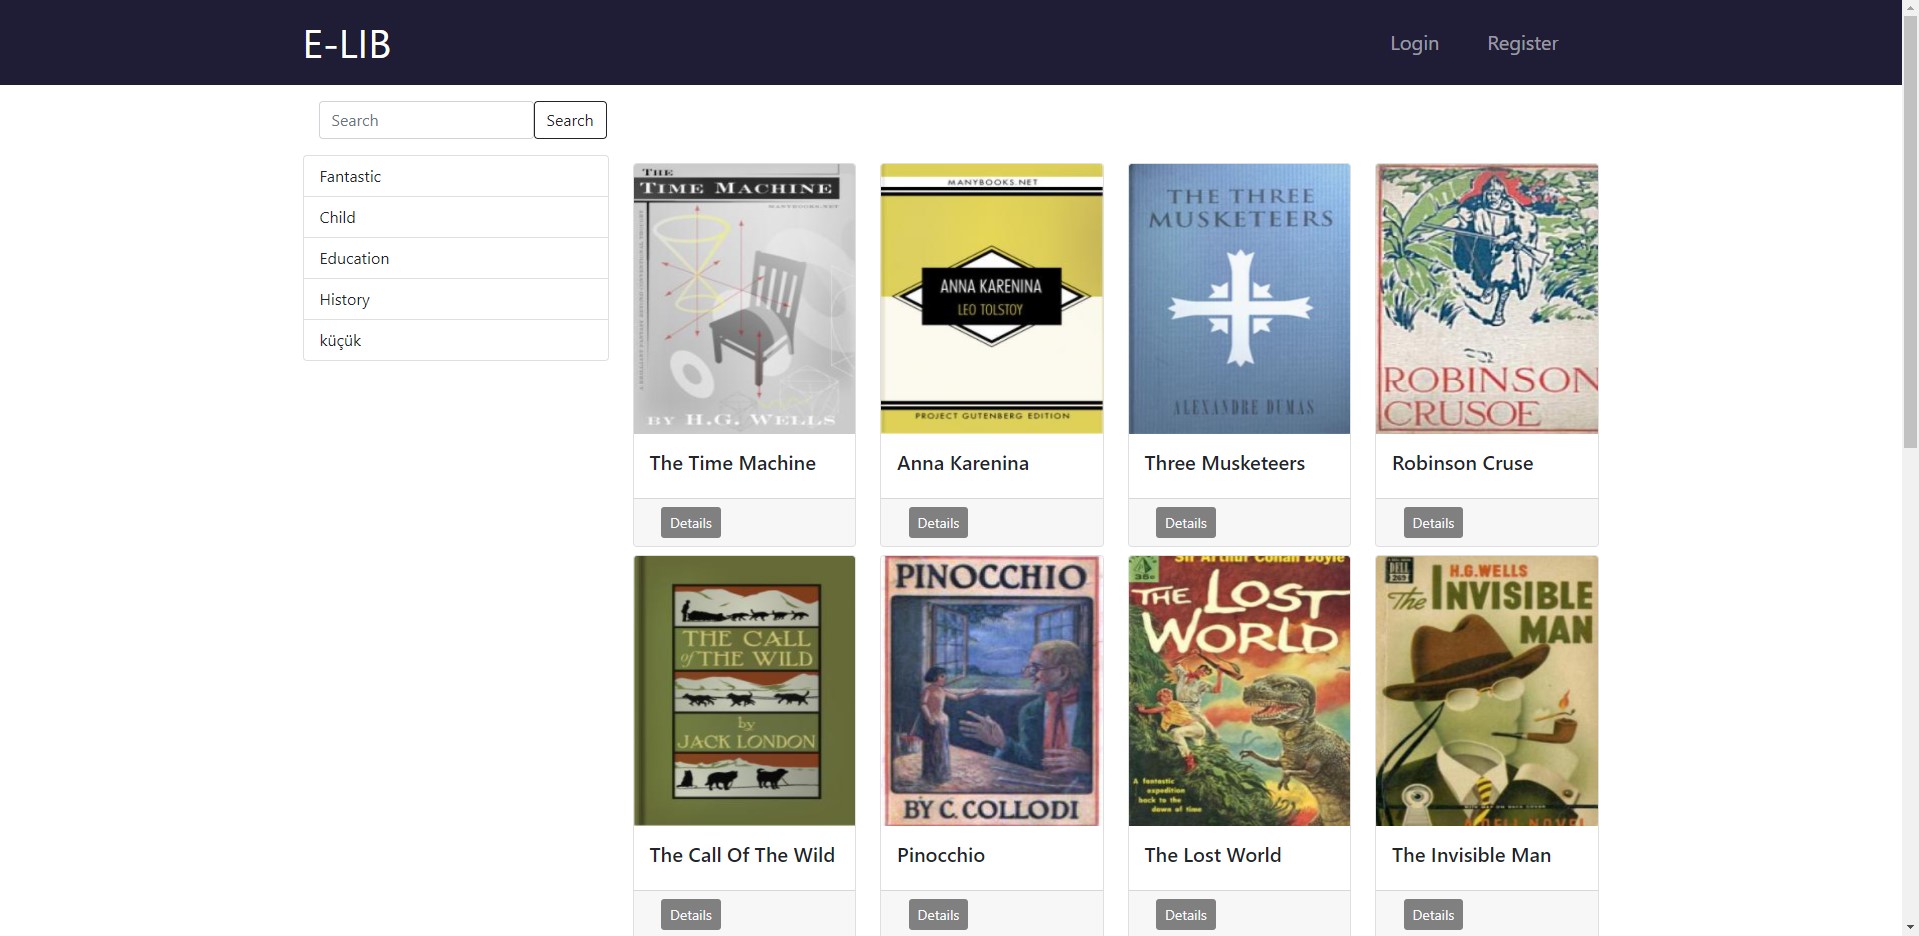 E-LIB
Login
Register
Search
Search
Fantastic
Child
Education
History
küçük
THE
TIME MACHINE
MANYBOOKS.NET
BY H.G. WELLS
The Time Machine
Details
MANYBOOKS.NET
ANNA KARENINA
LEO TOLSTOY
PROJECT GUTENBERG EDITION
Anna Karenina
Details
THE THREE
MUSKETEERS
ALEXANDRE DUMAS
Three Musketeers
Details
ROBINSON
CRUSOE
Robinson Cruse
Details
THE CALL
of THE WILD
by
JACK LONDON
The Call Of The Wild
Details
PINOCCHIO
BY C. COLLODI
Pinocchio
Details
Sir Arthur Conan Doyle
35c
THE LOST
WORLD
A fantastic
expedition
back to the
dawn of time
The Lost World
Details
DELL
269
H.G.WELLS
The INVISIBLE
MAN
A DELL NOVEL
The Invisible Man
Details